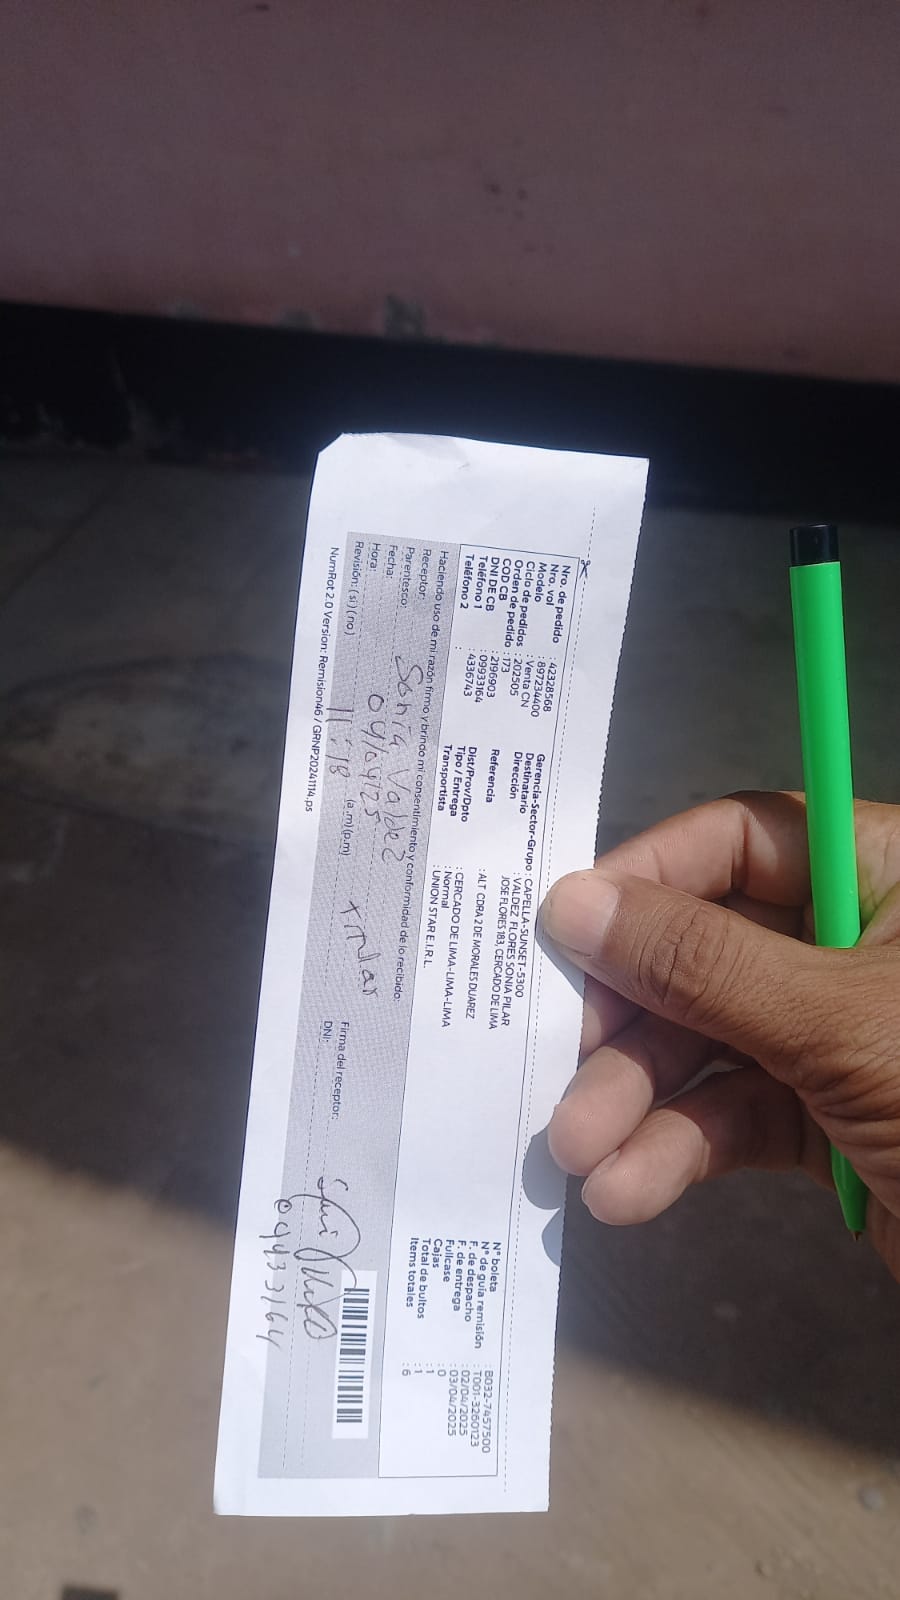 Nro. de pedido : 42328568
Nro. vol : 897234400
Modelo : Venta CN
Ciclo de pedidos : 202505
Orden de pedido : 173
COD CB : 2196903
DNI DE CB : 09933164
Teléfono 1 : 4336743
Teléfono 2 :
Gerencia-Sector-Grupo : CAPELLA-SUNSET-5300
Destinatario : VALDEZ FLORES SONIA PILAR
Dirección JOSE FLORES 183, CERCADO DE LIMA
Referencia : ALT CDRA 2 DE MORALES DUAREZ
Dist/Prov/Dpto : CERCADO DE LIMA-LIMA-LIMA
Tipo / Entrega : Normal
Transportista : UNION STAR E.I.R.L.
N° boleta : B032-7457500
N° de guía remisión : T001-3260123
F. de despacho : 02/04/2025
F. de entrega : 03/04/2025
Fullcase : 0
Cajas : 1
Total de bultos : 1
Items totales : 6
Haciendo uso de mi razón firmo y brindo mi consentimiento y conformidad de lo recibido:
Receptor: Sonia Valdez
Parentesco:
Fecha: 04/04/25
Hora: 11:18 (a.m)(p.m)
Revisión: (si) (no)
Firma del receptor:
DNI: 09933164
NumRot 2.0 Version: Remision46 / GRNP20241114.ps